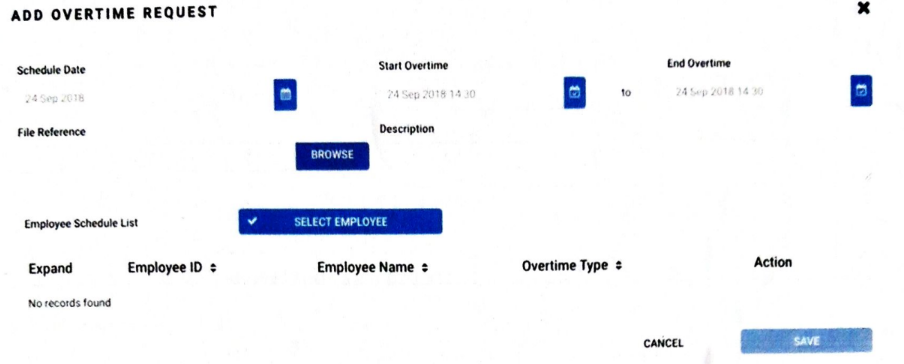 ADD OVERTIME REQUEST
Schedule Date
Start Overtime
End Overtime
24 Sep 2018
24 Sep 2018 14:30
to
24 Sep 2018 14:30
File Reference
BROWSE
Description
Employee Schedule List
SELECT EMPLOYEE
Expand
Employee ID
Employee Name
Overtime Type
Action
No records found
CANCEL
SAVE